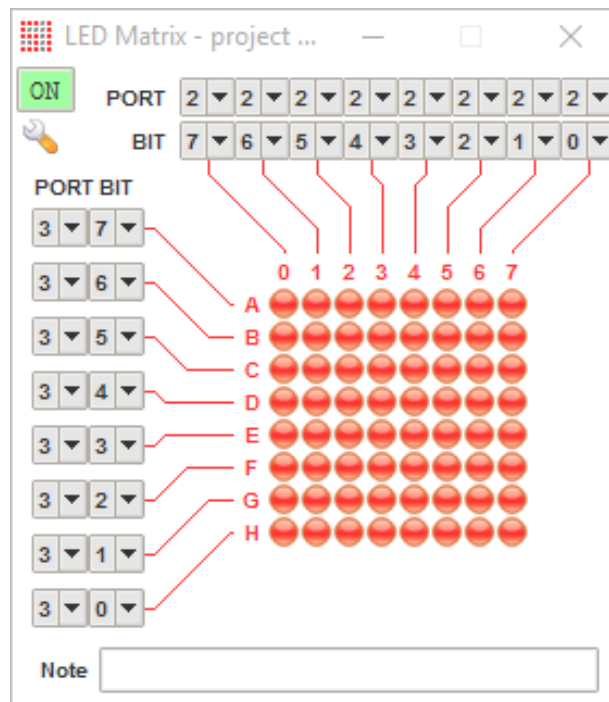 LED Matrix - project ...
ON PORT 2 2 2 2 2 2 2 2
BIT 7 6 5 4 3 2 1 0
PORT BIT
3 7
3 6
3 5
3 4
3 3
3 2
3 1
3 0
0 1 2 3 4 5 6 7
A
B
C
D
E
F
G
H
Note